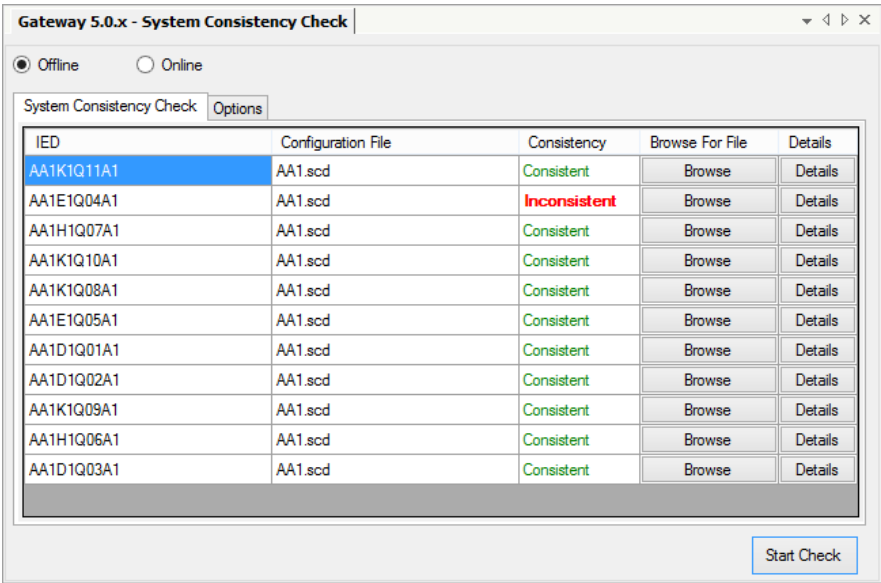 Gateway 5.0.x - System Consistency Check
Offline Online
System Consistency Check Options
IED Configuration File Consistency Browse For File Details
AA1K1Q11A1 AA1.scd Consistent Browse Details
AA1E1Q04A1 AA1.scd Inconsistent Browse Details
AA1H1Q07A1 AA1.scd Consistent Browse Details
AA1K1Q10A1 AA1.scd Consistent Browse Details
AA1K1Q08A1 AA1.scd Consistent Browse Details
AA1E1Q05A1 AA1.scd Consistent Browse Details
AA1D1Q01A1 AA1.scd Consistent Browse Details
AA1D1Q02A1 AA1.scd Consistent Browse Details
AA1K1Q09A1 AA1.scd Consistent Browse Details
AA1H1Q06A1 AA1.scd Consistent Browse Details
AA1D1Q03A1 AA1.scd Consistent Browse Details
Start Check